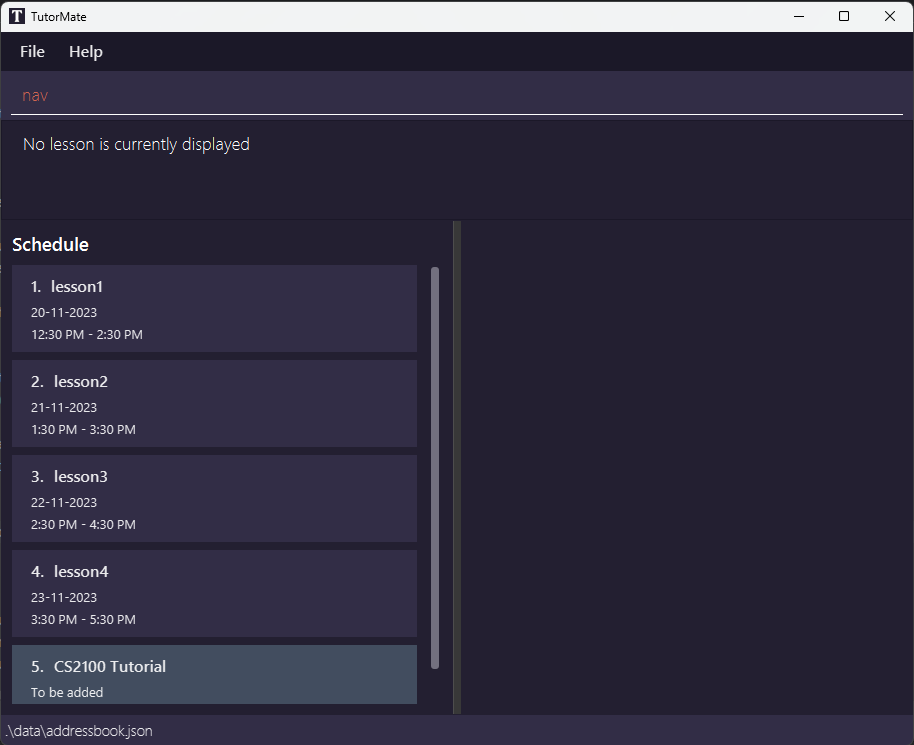 TutorMate
File Help
nav
No lesson is currently displayed
Schedule
1. lesson1
20-11-2023
12:30 PM - 2:30 PM
2. lesson2
21-11-2023
1:30 PM - 3:30 PM
3. lesson3
22-11-2023
2:30 PM - 4:30 PM
4. lesson4
23-11-2023
3:30 PM - 5:30 PM
5. CS2100 Tutorial
To be added
.\data\addressbook.json